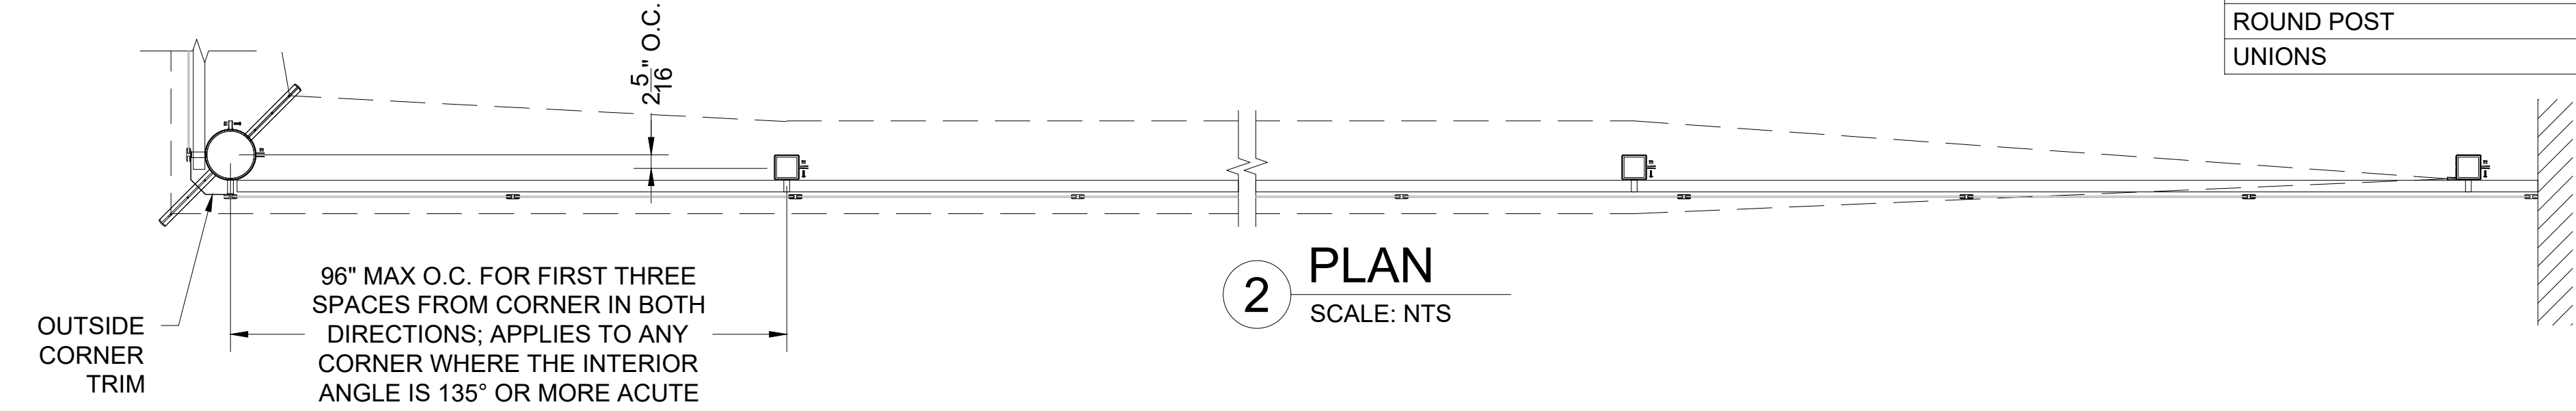 2 5/16" O.C.
ROUND POST
UNIONS
96" MAX O.C. FOR FIRST THREE
SPACES FROM CORNER IN BOTH
DIRECTIONS; APPLIES TO ANY
CORNER WHERE THE INTERIOR
ANGLE IS 135° OR MORE ACUTE
OUTSIDE
CORNER
TRIM
2
PLAN
SCALE: NTS